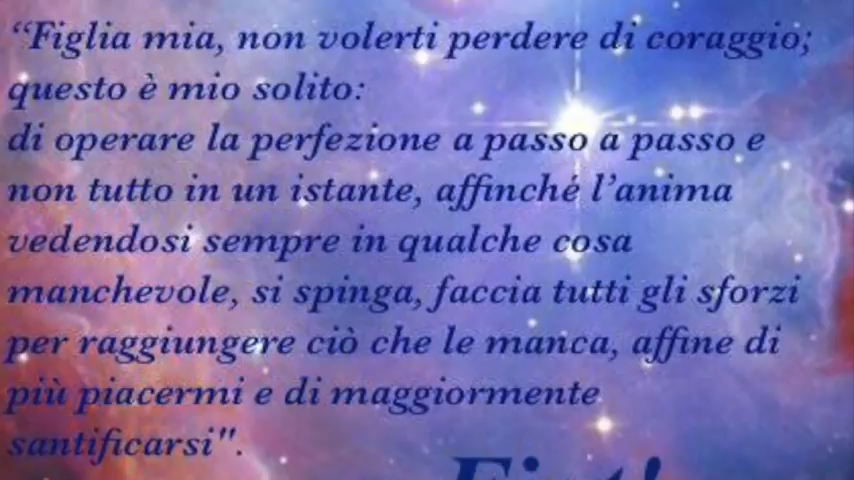 “Figlia mia, non volerti perdere di coraggio;
questo è mio solito:
di operare la perfezione a passo a passo e
non tutto in un istante, affinché l’anima
vedendosi sempre in qualche cosa
manchevole, si spinga, faccia tutti gli sforzi
per raggiungere ciò che le manca, affine di
più piacermi e di maggiormente
santificarsi".